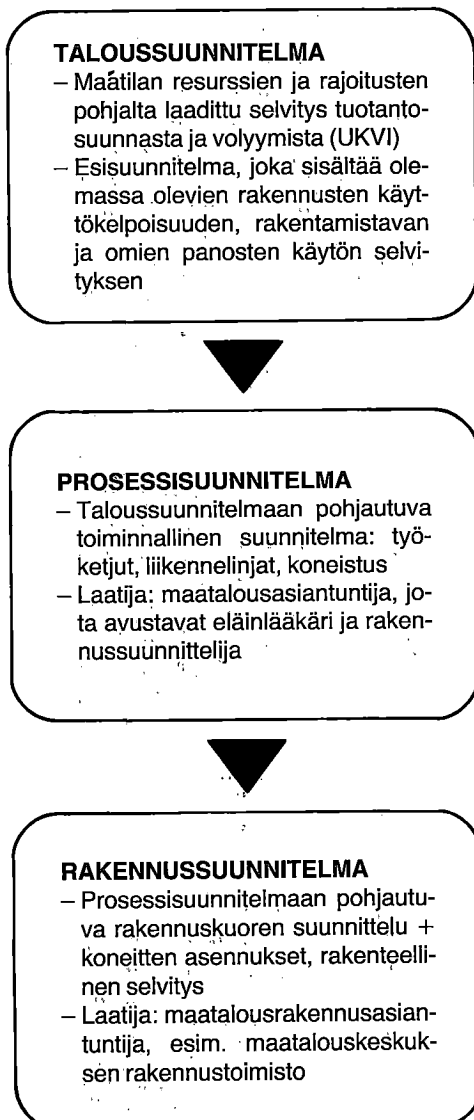 TALOUSSUUNNITELMA
– Maatilan resurssien ja rajoitusten
pohjalta laadittu selvitys tuotanto-
suunnasta ja volyymista (UKVI)
– Esisuunnitelma, joka sisältää ole-
massa olevien rakennusten käyt-
tökelpoisuuden, rakentamistavan
ja omien panosten käytön selvi-
tyksen
PROSESSISUUNNITELMA
– Taloussuunnitelmaan pohjautuva
toiminnallinen suunnitelma: työ-
ketjut, liikennelinjat, koneistus
– Laatija: maatalousasiantuntija, jo-
ta avustavat eläinlääkäri ja raken-
nussuunnittelija
RAKENNUSSUUNNITELMA
– Prosessisuunnitelmaan pohjautu-
va rakennuskuoren suunnittelu +
koneitten asennukset, rakenteelli-
nen selvitys
– Laatija: maatalousrakennusasian-
tuntija, esim. maatalouskeskuk-
sen rakennustoimisto